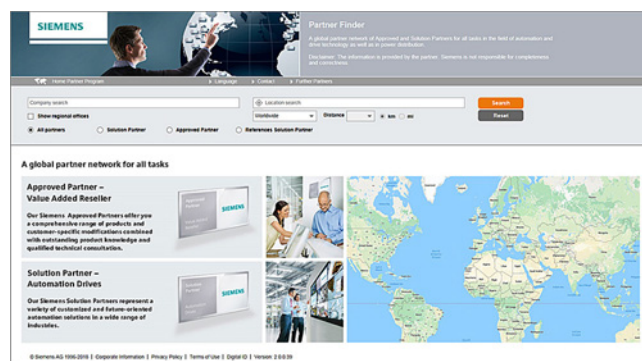 SIEMENS
Partner Finder
A global partner network of Approved and Solution Partners for all tasks in the field of automation and
drive technology as well as in power distribution.
Disclaimer: The information is provided by the partner. Siemens is not responsible for completeness
and correctness.
Home Partner Program
Language
Contact
Further Partners
Company search
Location search
Search
Show regional offices
Worldwide
Distance
km
mi
Reset
All partners
Solution Partner
Approved Partner
References Solution Partner
A global partner network for all tasks
Approved Partner –
Value Added Reseller
Our Siemens Approved Partners offer you
a comprehensive range of products and
customer-specific modifications combined
with outstanding product knowledge and
qualified technical consultation.
Approved
Partner
SIEMENS
Solution Partner –
Automation Drives
Our Siemens Solution Partners represent a
variety of customized and future-oriented
automation solutions in a wide range of
industries.
Solution
Partner
SIEMENS
© Siemens AG 1996-2018 | Corporate Information | Privacy Policy | Terms of Use | Digital ID | Version: 2.0.0.39